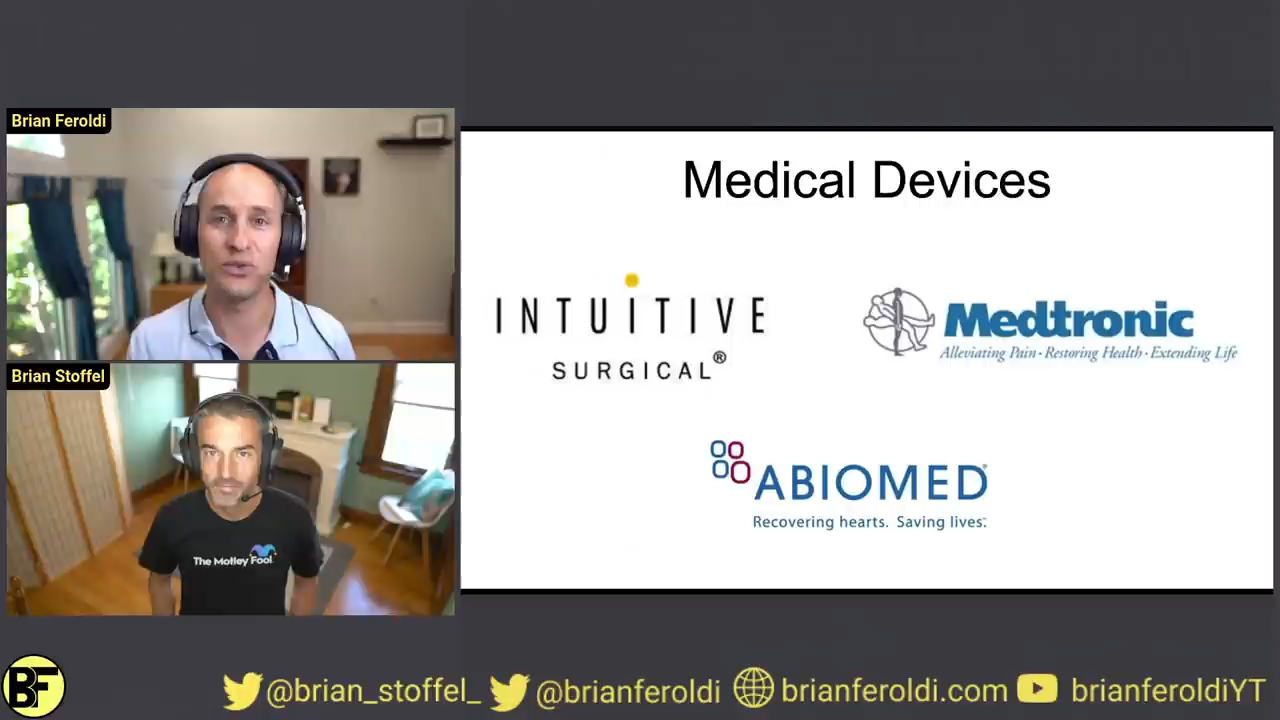 Brian Feroldi
Brian Stoffel
The Motley Fool
Medical Devices
INTUITIVE
SURGICAL®
Medtronic
Alleviating Pain · Restoring Health · Extending Life
ABIOMED®
Recovering hearts. Saving lives.™
BF
@brian_stoffel_ @brianferoldi brianferoldi.com brianferoldiYT